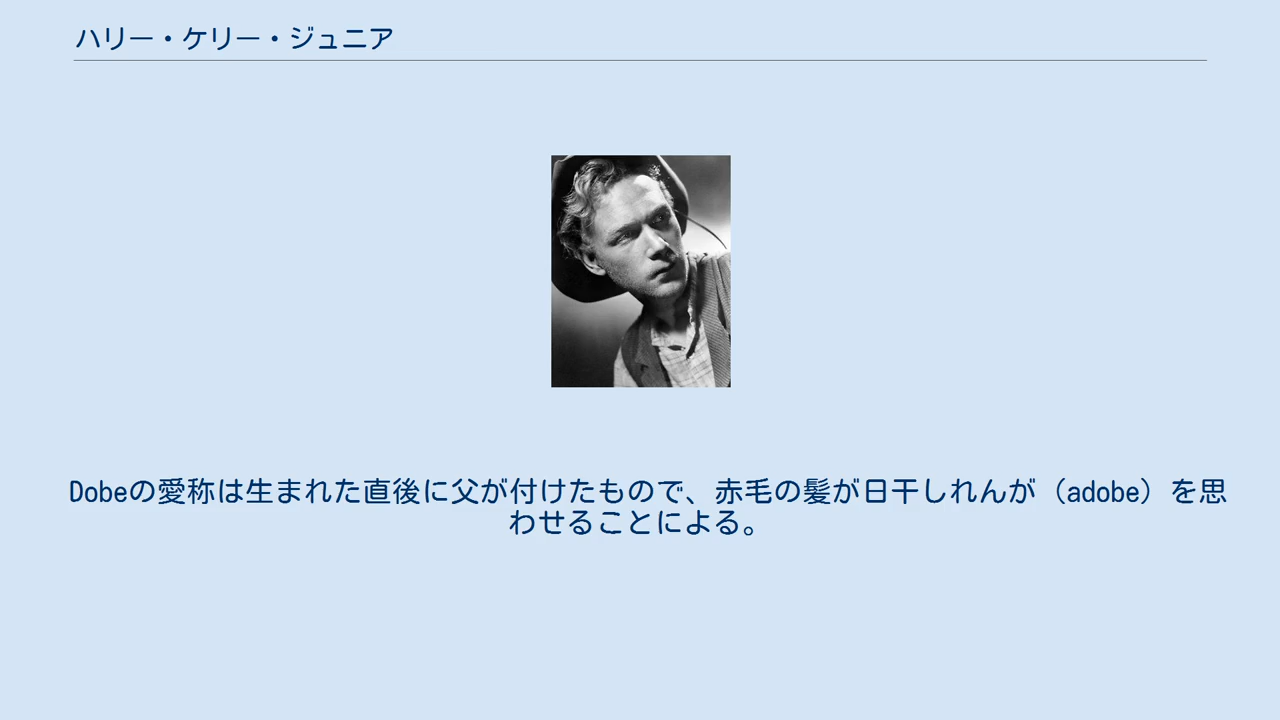 ハリー・ケリー・ジュニア
Dobeの愛称は生まれた直後に父が付けたもので、赤毛の髪が日干しれんが（adobe）を思
わせることによる。